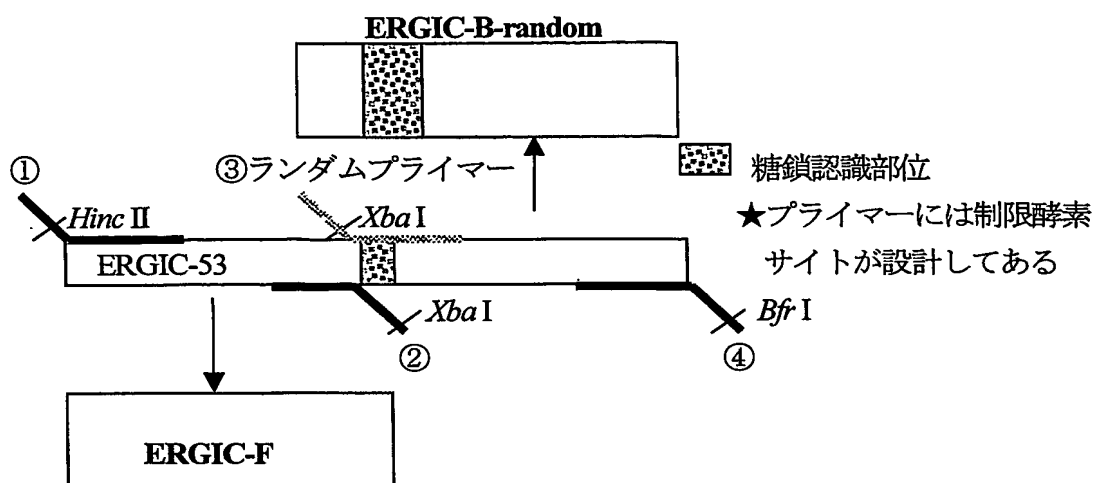 ERGIC-B-random
① ③ランダムプライマー
糖鎖認識部位
Hinc II Xba I
★プライマーには制限酵素
サイトが設計してある
ERGIC-53
Xba I Bfr I
② ④
ERGIC-F